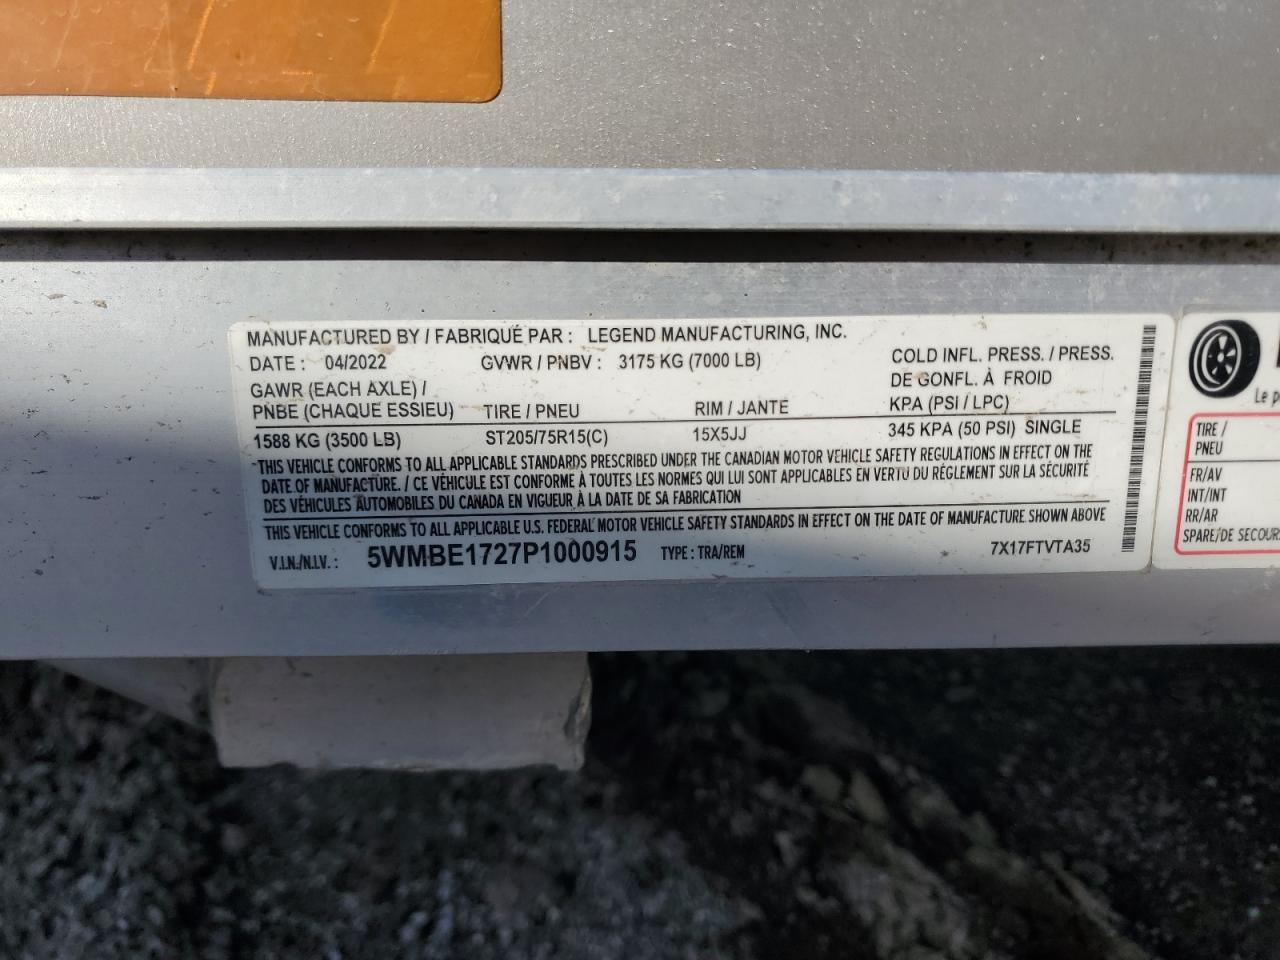 MANUFACTURED BY / FABRIQUÉ PAR : LEGEND MANUFACTURING, INC.
DATE : 04/2022 GVWR / PNBV : 3175 KG (7000 LB)
GAWR (EACH AXLE) /
PNBE (CHAQUE ESSIEU) TIRE / PNEU RIM / JANTE
COLD INFL. PRESS. / PRESS.
DE GONFL. À FROID
KPA (PSI / LPC)
1588 KG (3500 LB) ST205/75R15(C) 15X5JJ 345 KPA (50 PSI) SINGLE
THIS VEHICLE CONFORMS TO ALL APPLICABLE STANDARDS PRESCRIBED UNDER THE CANADIAN MOTOR VEHICLE SAFETY REGULATIONS IN EFFECT ON THE
DATE OF MANUFACTURE. / CE VÉHICULE EST CONFORME À TOUTES LES NORMES QUI LUI SONT APPLICABLES EN VERTU DU RÉGLEMENT SUR LA SÉCURITÉ
DES VÉHICULES AUTOMOBILES DU CANADA EN VIGUEUR À LA DATE DE SA FABRICATION
THIS VEHICLE CONFORMS TO ALL APPLICABLE U.S. FEDERAL MOTOR VEHICLE SAFETY STANDARDS IN EFFECT ON THE DATE OF MANUFACTURE SHOWN ABOVE
V.I.N./N.I.V. : 5WMBE1727P1000915 TYPE : TRA/REM 7X17FTVTA35
Le p
TIRE /
PNEU
FR/AV
INT/INT
RR/AR
SPARE/DE SECOURS